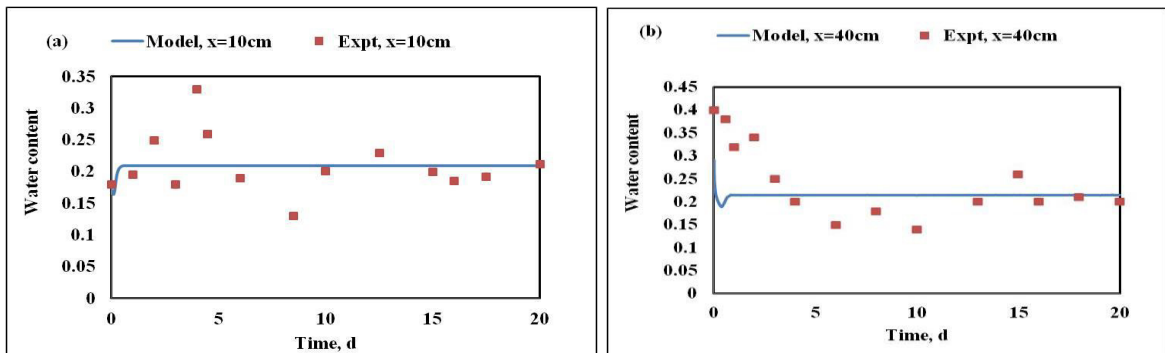 (a) Model, x=10cm Expt, x=10cm
0.35
0.3
0.25
0.2
0.15
0.1
0.05
0
Water content
0 5 10 15 20
Time, d
(b) Model, x=40cm Expt, x=40cm
0.45
0.4
0.35
0.3
0.25
0.2
0.15
0.1
0.05
0
Water content
0 5 10 15 20
Time, d